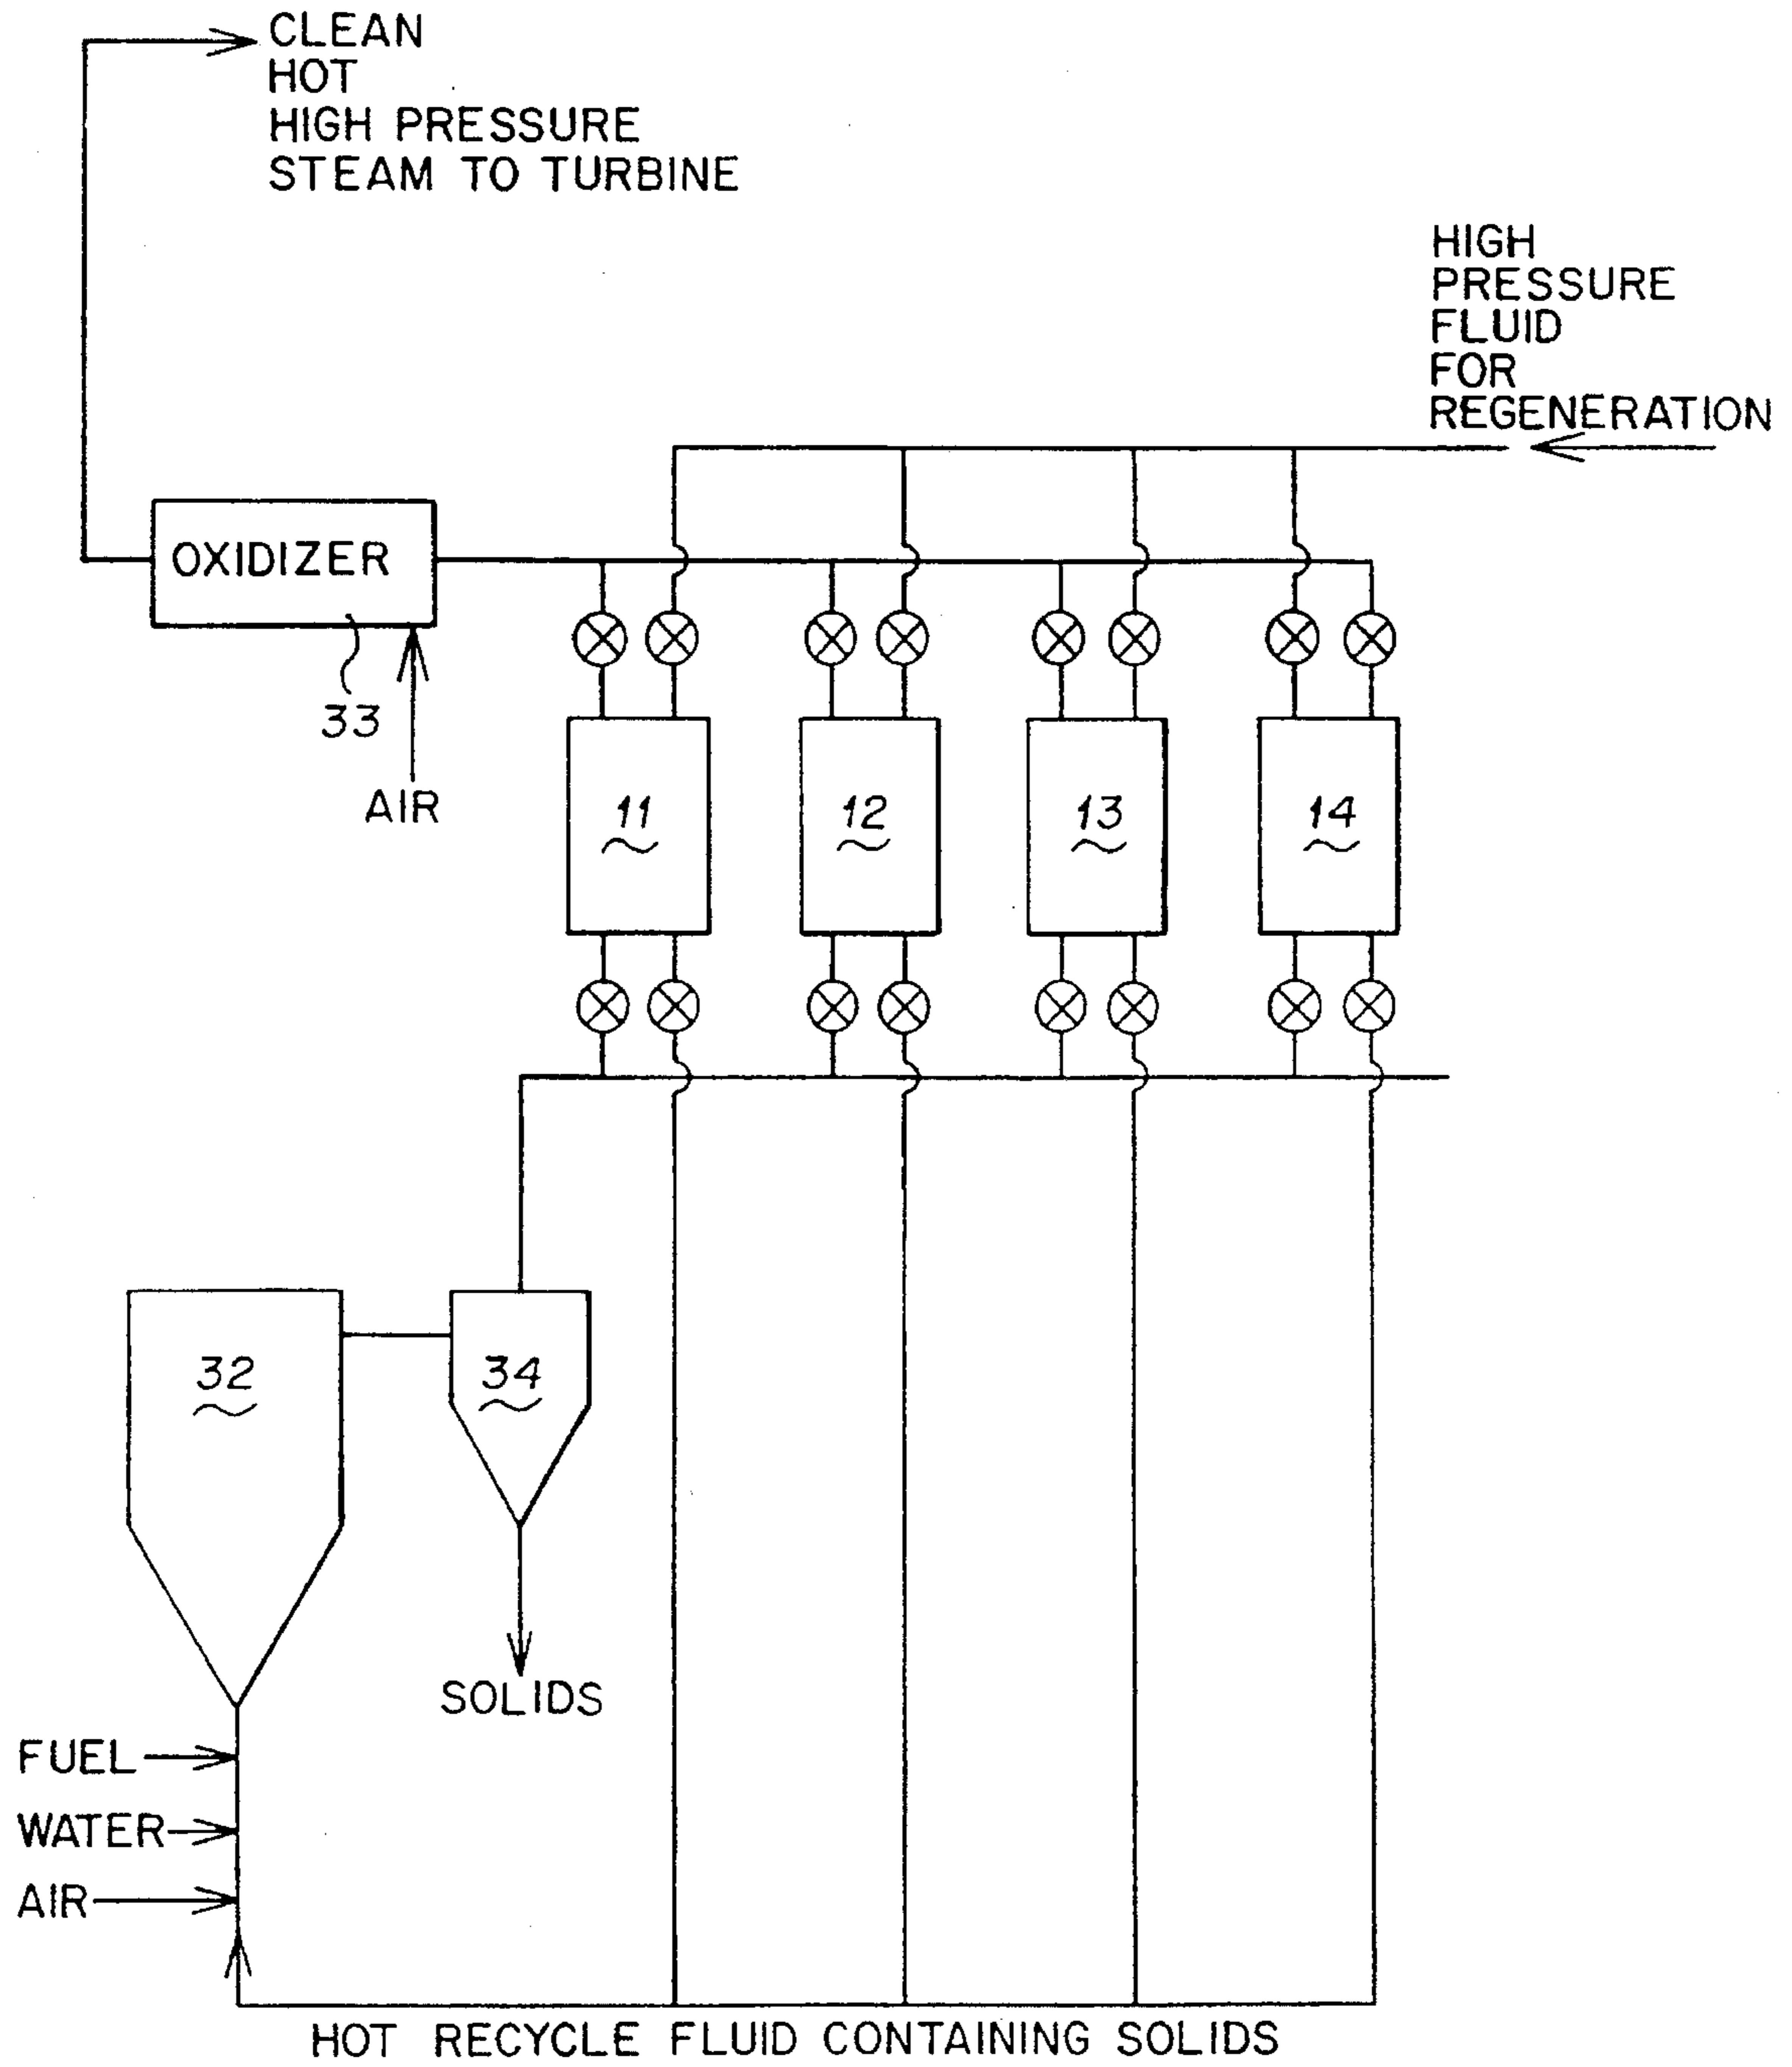 CLEAN
HOT
HIGH PRESSURE
STEAM TO TURBINE
HIGH
PRESSURE
FLUID
FOR
REGENERATION
OXIDIZER
33
AIR
11
12
13
14
32
34
SOLIDS
FUEL
WATER
AIR
HOT RECYCLE FLUID CONTAINING SOLIDS